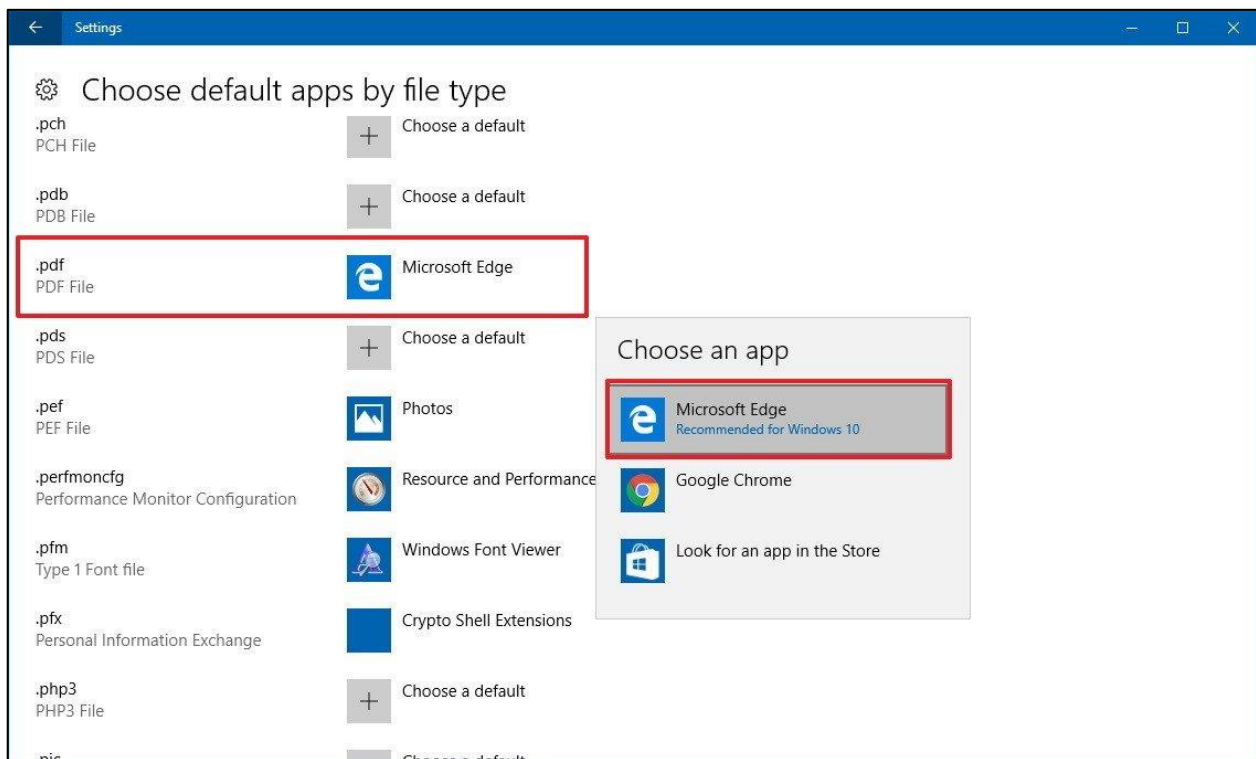 Settings
Choose default apps by file type
.pch
PCH File
Choose a default
.pdb
PDB File
Choose a default
.pdf
PDF File
Microsoft Edge
.pds
PDS File
Choose a default
.pef
PEF File
Photos
.perfmoncfg
Performance Monitor Configuration
Resource and Performance
.pfm
Type 1 Font file
Windows Font Viewer
.pfx
Personal Information Exchange
Crypto Shell Extensions
.php3
PHP3 File
Choose a default
Choose a default
Choose an app
Microsoft Edge
Recommended for Windows 10
Google Chrome
Look for an app in the Store